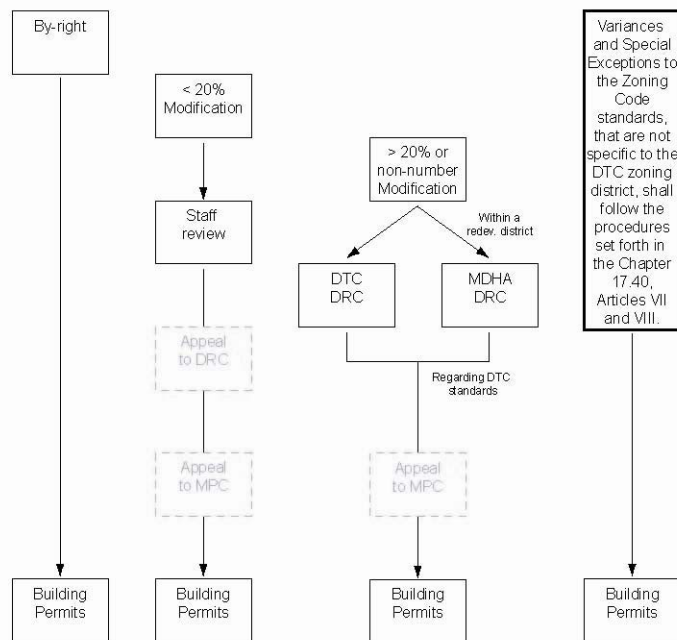 By-right
< 20%
Modification
Staff
review
Appeal
to DRC
Appeal
to MPC
> 20% or
non-number
Modification
Within a
redev. district
DTC
DRC
MDHA
DRC
Regarding DTC
standards
Appeal
to MPC
Variances
and Special
Exceptions to
the Zoning
Code
standards,
that are not
specific to the
DTC zoning
district, shall
follow the
procedures
set forth in
the Chapter
17.40,
Articles VII
and VIII.
Building
Permits
Building
Permits
Building
Permits
Building
Permits